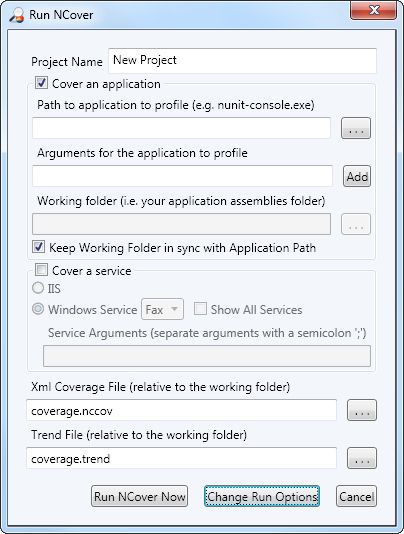 Run NCover
Project Name New Project
Cover an application
Path to application to profile (e.g. nunit-console.exe)
...
Arguments for the application to profile
Add
Working folder (i.e. your application assemblies folder)
...
Keep Working Folder in sync with Application Path
Cover a service
IIS
Windows Service Fax Show All Services
Service Arguments (separate arguments with a semicolon ';')
Xml Coverage File (relative to the working folder)
coverage.nccov ...
Trend File (relative to the working folder)
coverage.trend ...
Run NCover Now Change Run Options Cancel